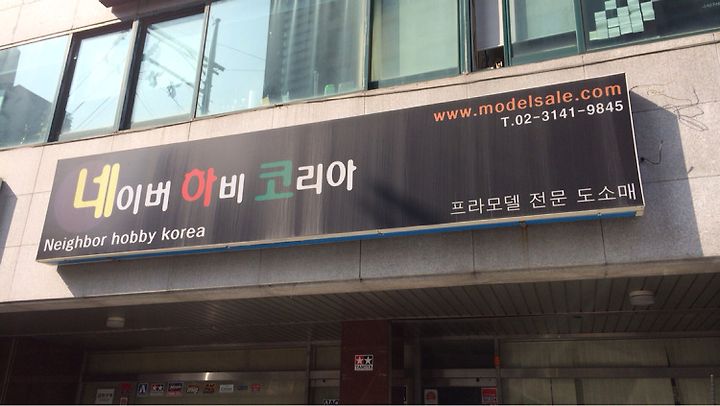 www.modelsale.com
T.02-3141-9845
네이버 하비 코리아
프라모델 전문 도소매
Neighbor hobby korea
TAMIYA